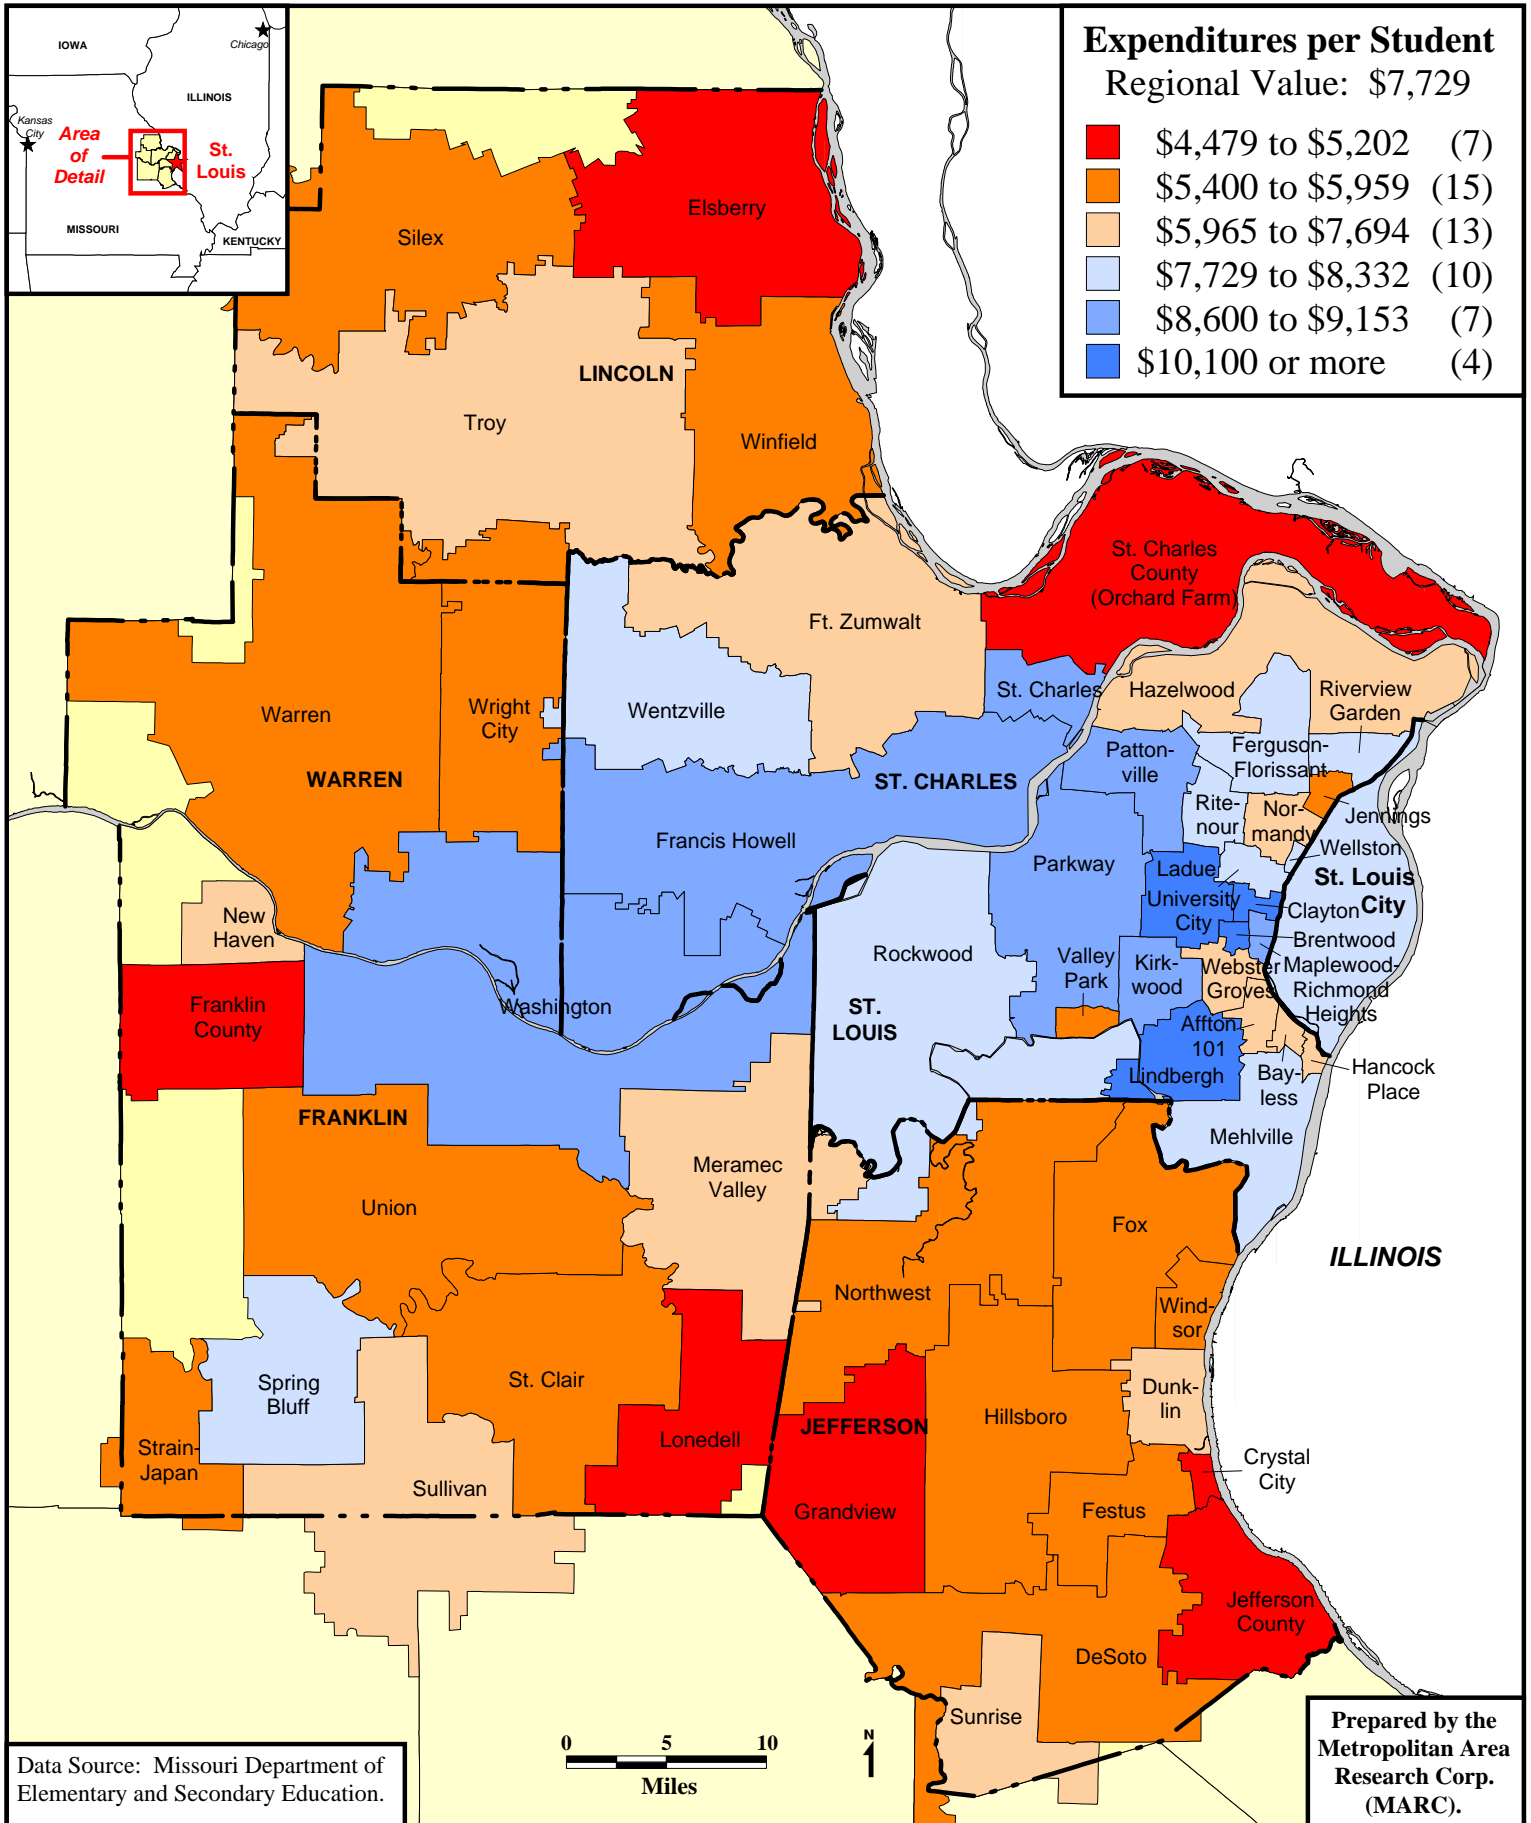 IOWA
Chicago
ILLINOIS
Kansas
City
Area
of
Detail
St.
Louis
MISSOURI
KENTUCKY
Expenditures per Student
Regional Value: $7,729
$4,479 to $5,202 (7)
$5,400 to $5,959 (15)
$5,965 to $7,694 (13)
$7,729 to $8,332 (10)
$8,600 to $9,153 (7)
$10,100 or more (4)
Elsberry
Silex
LINCOLN
Troy
Winfield
St. Charles
County
(Orchard Farm)
Ft. Zumwalt
St. Charles
Hazelwood
Riverview
Garden
Warren
Wright
City
Wentzville
Ferguson-
Florissant
Patton-
ville
WARREN
ST. CHARLES
Rite-
nour
Nor-
mandy
Jennings
Francis Howell
Wellston
Parkway
Ladue
St. Louis
City
University
City
Clayton
New
Haven
Brentwood
Rockwood
Valley
Park
Kirk-
wood
Webster
Groves
Maplewood-
Richmond
Heights
Franklin
County
Washington
ST.
LOUIS
Affton
101
Lindbergh
Bay-
less
Hancock
Place
FRANKLIN
Mehlville
Meramec
Valley
Union
Fox
ILLINOIS
Northwest
Wind-
sor
Spring
Bluff
St. Clair
Dunk-
lin
Hillsboro
JEFFERSON
Lonedell
Strain-
Japan
Crystal
City
Sullivan
Grandview
Festus
Jefferson
County
DeSoto
Sunrise
Data Source: Missouri Department of
Elementary and Secondary Education.
0 5 10
Miles
N
Prepared by the
Metropolitan Area
Research Corp.
(MARC).